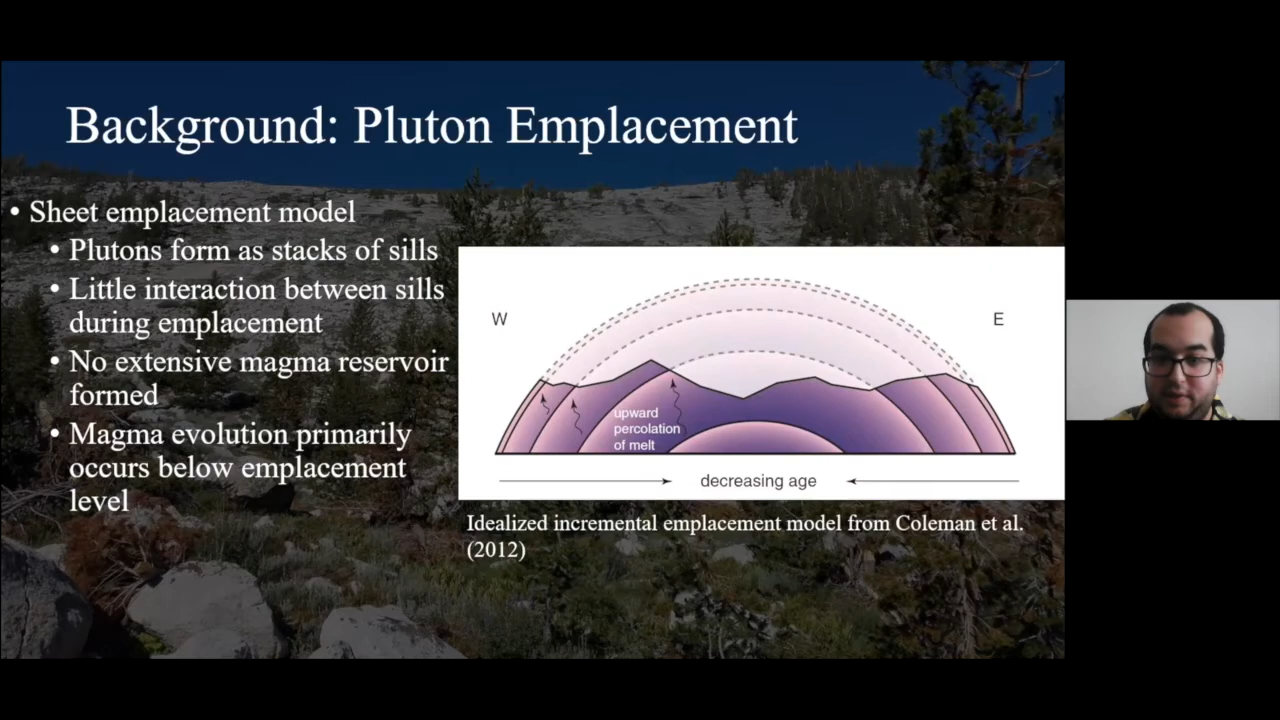 Background: Pluton Emplacement
• Sheet emplacement model
• Plutons form as stacks of sills
• Little interaction between sills
during emplacement
• No extensive magma reservoir
formed
• Magma evolution primarily
occurs below emplacement
level
W
E
upward
percolation
of melt
decreasing age
Idealized incremental emplacement model from Coleman et al.
(2012)